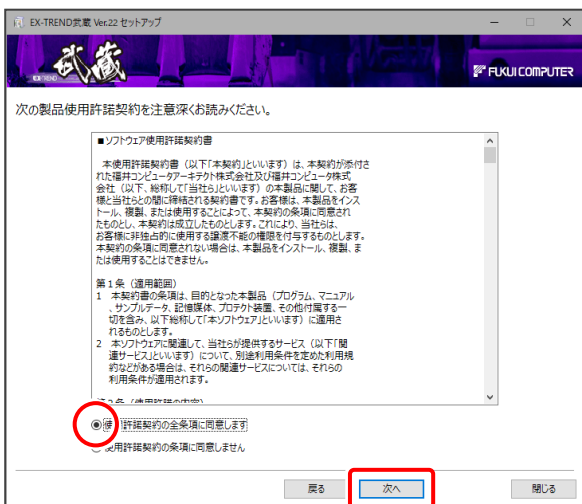 EX-TREND武蔵 Ver.22 セットアップ
EX-TREND 武蔵
FUKUI COMPUTER
次の製品使用許諾契約を注意深くお読みください。
■ソフトウェア使用許諾契約書
本使用許諾契約書（以下「本契約」といいます）は、本契約が添付さ
れた福井コンピュータアーキテクト株式会社及び福井コンピュータ株式
会社（以下、総称して「当社ら」といいます）の本製品に関して、お客
様と当社らとの間に締結される契約書です。お客様は、本製品をインス
トール、複製、または使用することによって、本契約の条項に同意され
たものとし、本契約は成立したものとします。これにより、当社らは、
お客様に非独占的に使用する譲渡不能の権限を付与するものとします。
本契約の条項に同意されない場合は、本製品をインストール、複製、ま
たは使用することはできません。
第１条（適用範囲）
１　本契約書の条項は、目的となった本製品（プログラム、マニュアル
、サンプルデータ、記憶媒体、プロテクト装置、その他付属する一
切を含み、以下総称して「本ソフトウェア」といいます）に適用さ
れるものとします。
２　本ソフトウェアに関連して、当社らが提供するサービス（以下「関
連サービス」といいます）について、別途利用条件を定めた利用規
約などがある場合は、それらの関連サービスについては、それらの
利用条件が適用されます。
使用許諾契約の全条項に同意します
使用許諾契約の条項に同意しません
戻る
次へ
閉じる